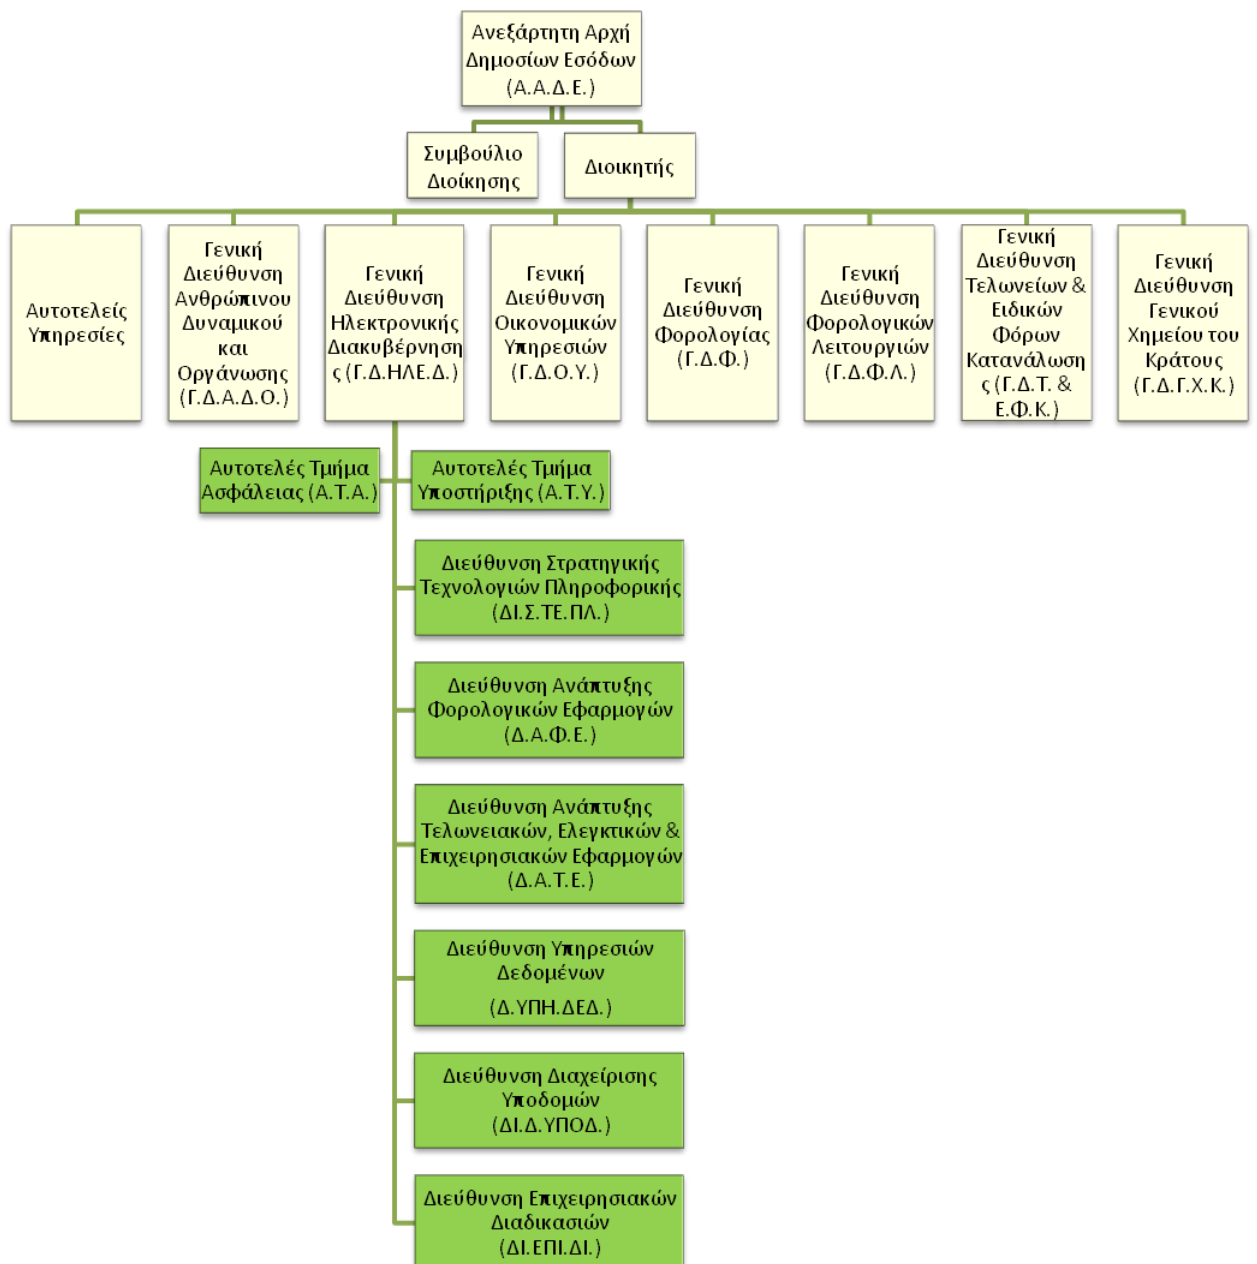 Ανεξάρτητη Αρχή
Δημοσίων Εσόδων
(Α.Α.Δ.Ε.)
Συμβούλιο
Διοίκησης
Διοικητής
Αυτοτελείς
Υπηρεσίες
Γενική
Διεύθυνση
Ανθρώπινου
Δυναμικού
και
Οργάνωσης
(Γ.Δ.Α.Δ.Ο.)
Γενική
Διεύθυνση
Ηλεκτρονικής
Διακυβέρνηση
ς (Γ.Δ.ΗΛΕ.Δ.)
Γενική
Διεύθυνση
Οικονομικών
Υπηρεσιών
(Γ.Δ.Ο.Υ.)
Γενική
Διεύθυνση
Φορολογίας
(Γ.Δ.Φ.)
Γενική
Διεύθυνση
Φορολογικών
Λειτουργιών
(Γ.Δ.Φ.Λ.)
Γενική
Διεύθυνση
Τελωνείων &
Ειδικών
Φόρων
Κατανάλωση
ς (Γ.Δ.Τ. &
Ε.Φ.Κ.)
Γενική
Διεύθυνση
Γενικού
Χημείου του
Κράτους
(Γ.Δ.Γ.Χ.Κ.)
Αυτοτελές Τμήμα
Ασφάλειας (Α.Τ.Α.)
Αυτοτελές Τμήμα
Υποστήριξης (Α.Τ.Υ.)
Διεύθυνση Στρατηγικής
Τεχνολογιών Πληροφορικής
(ΔΙ.Σ.ΤΕ.ΠΛ.)
Διεύθυνση Ανάπτυξης
Φορολογικών Εφαρμογών
(Δ.Α.Φ.Ε.)
Διεύθυνση Ανάπτυξης
Τελωνειακών, Ελεγκτικών &
Επιχειρησιακών Εφαρμογών
(Δ.Α.Τ.Ε.)
Διεύθυνση Υπηρεσιών
Δεδομένων
(Δ.ΥΠΗ.ΔΕΔ.)
Διεύθυνση Διαχείρισης
Υποδομών
(ΔΙ.Δ.ΥΠΟΔ.)
Διεύθυνση Επιχειρησιακών
Διαδικασιών
(ΔΙ.ΕΠΙ.ΔΙ.)